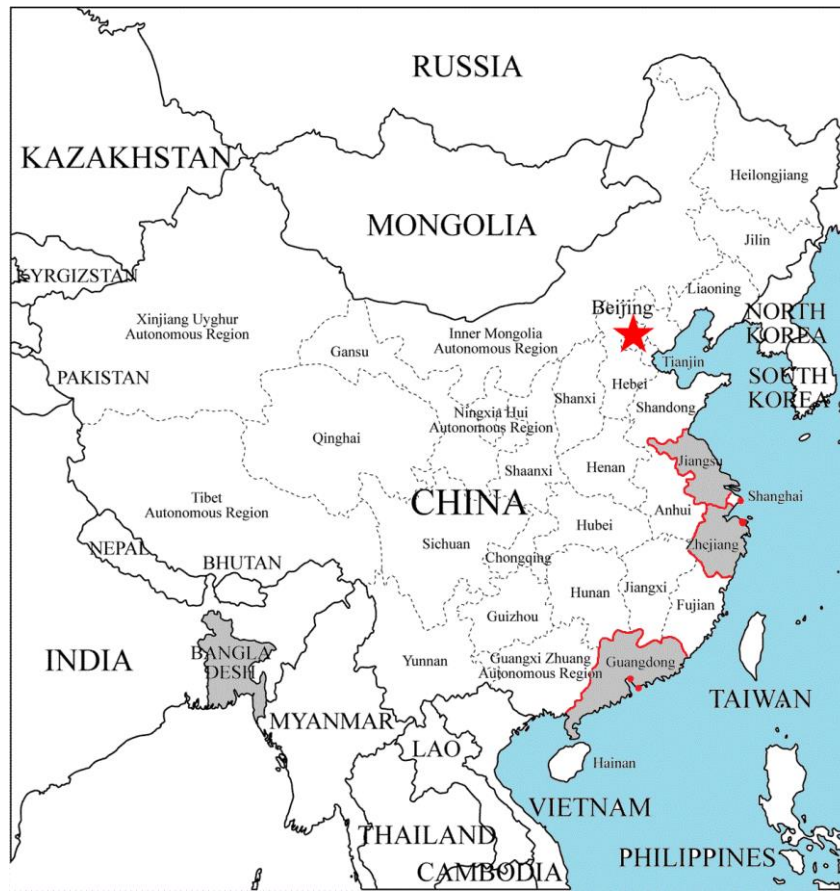 RUSSIA
KAZAKHSTAN
Heilongjiang
MONGOLIA
Jilin
KYRGIZSTAN
Liaoning
Beijing
NORTH
KOREA
Xinjiang Uyghur
Autonomous Region
Inner Mongolia
Autonomous Region
Gansu
Tianjin
PAKISTAN
SOUTH
KOREA
Hebei
Shanxi
Shandong
Ningxia Hui
Autonomous Region
Qinghai
Jiangsu
Shaanxi
Henan
Tibet
Autonomous Region
CHINA
Shanghai
Anhui
Hubei
Sichuan
Zhejiang
NEPAL
BHUTAN
Chongqing
Hunan
Jiangxi
Fujian
Guizhou
INDIA
BANGLA
DESH
Yunnan
Guangxi Zhuang
Autonomous Region
Guangdong
TAIWAN
MYANMAR
LAO
Hainan
VIETNAM
THAILAND
CAMBODIA
PHILIPPINES